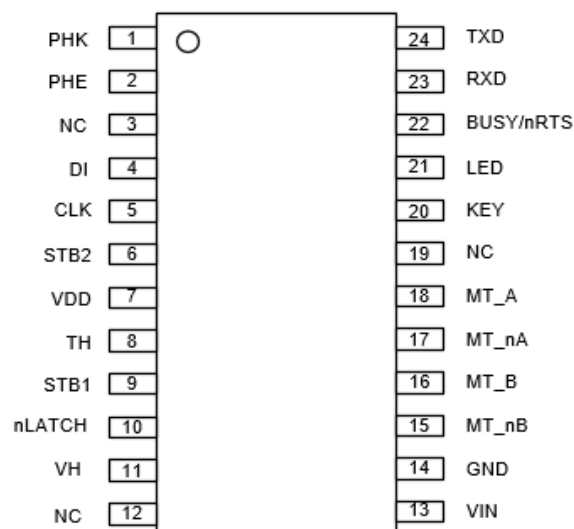 PHK 1 24 TXD
PHE 2 23 RXD
NC 3 22 BUSY/nRTS
DI 4 21 LED
CLK 5 20 KEY
STB2 6 19 NC
VDD 7 18 MT_A
TH 8 17 MT_nA
STB1 9 16 MT_B
nLATCH 10 15 MT_nB
VH 11 14 GND
NC 12 13 VIN